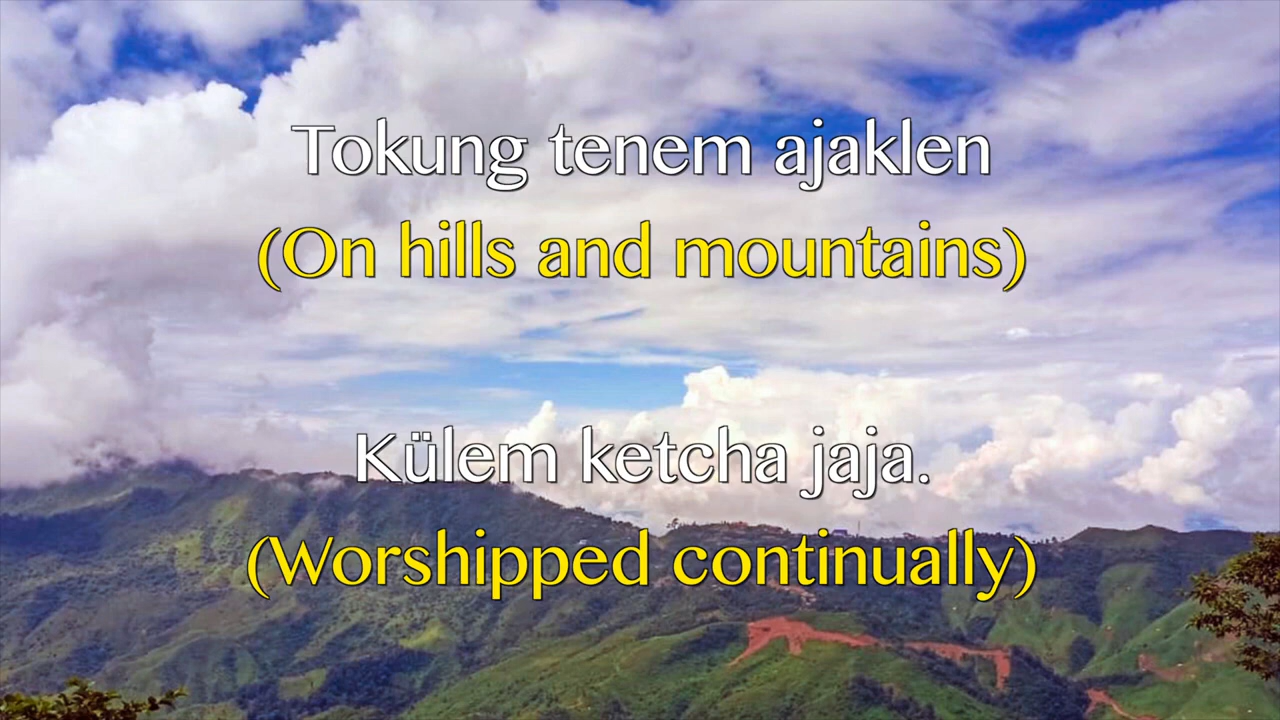 Tokung tenem ajaklen
(On hills and mountains)
Külem ketcha jaja.
(Worshipped continually)